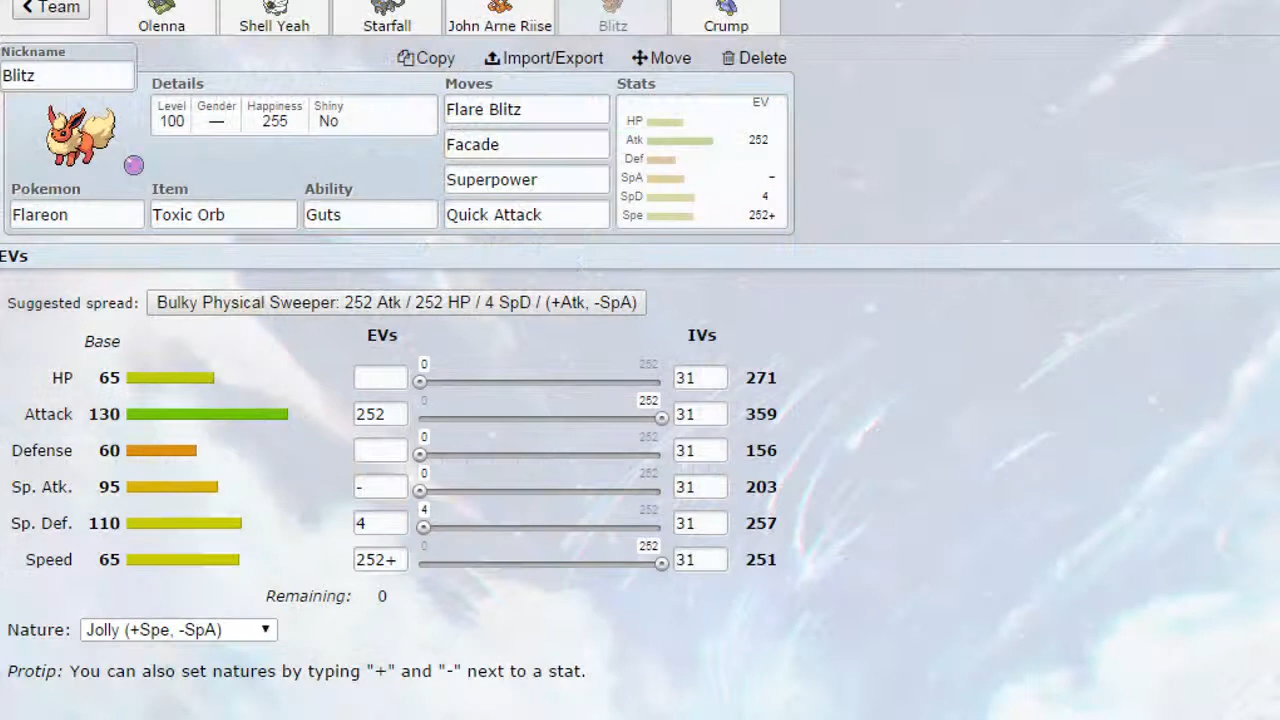 Team
Olenna
Shell Yeah
Starfall
John Arne Riise
Blitz
Crump
Nickname
Blitz
Copy
Import/Export
Move
Delete
Details
Moves
Stats
Level
100
Gender
—
Happiness
255
Shiny
No
Flare Blitz
Facade
Superpower
Quick Attack
EV
HP
Atk 252
Def
SpA –
SpD 4
Spe 252+
Pokemon
Flareon
Item
Toxic Orb
Ability
Guts
EVs
Suggested spread: Bulky Physical Sweeper: 252 Atk / 252 HP / 4 SpD / (+Atk, -SpA)
Base EVs IVs
HP 65 0 252 31 271
Attack 130 252 0 252 31 359
Defense 60 0 252 31 156
Sp. Atk. 95 - 0 252 31 203
Sp. Def. 110 4 4 252 31 257
Speed 65 252+ 0 252 31 251
Remaining: 0
Nature: Jolly (+Spe, -SpA)
Protip: You can also set natures by typing "+" and "-" next to a stat.